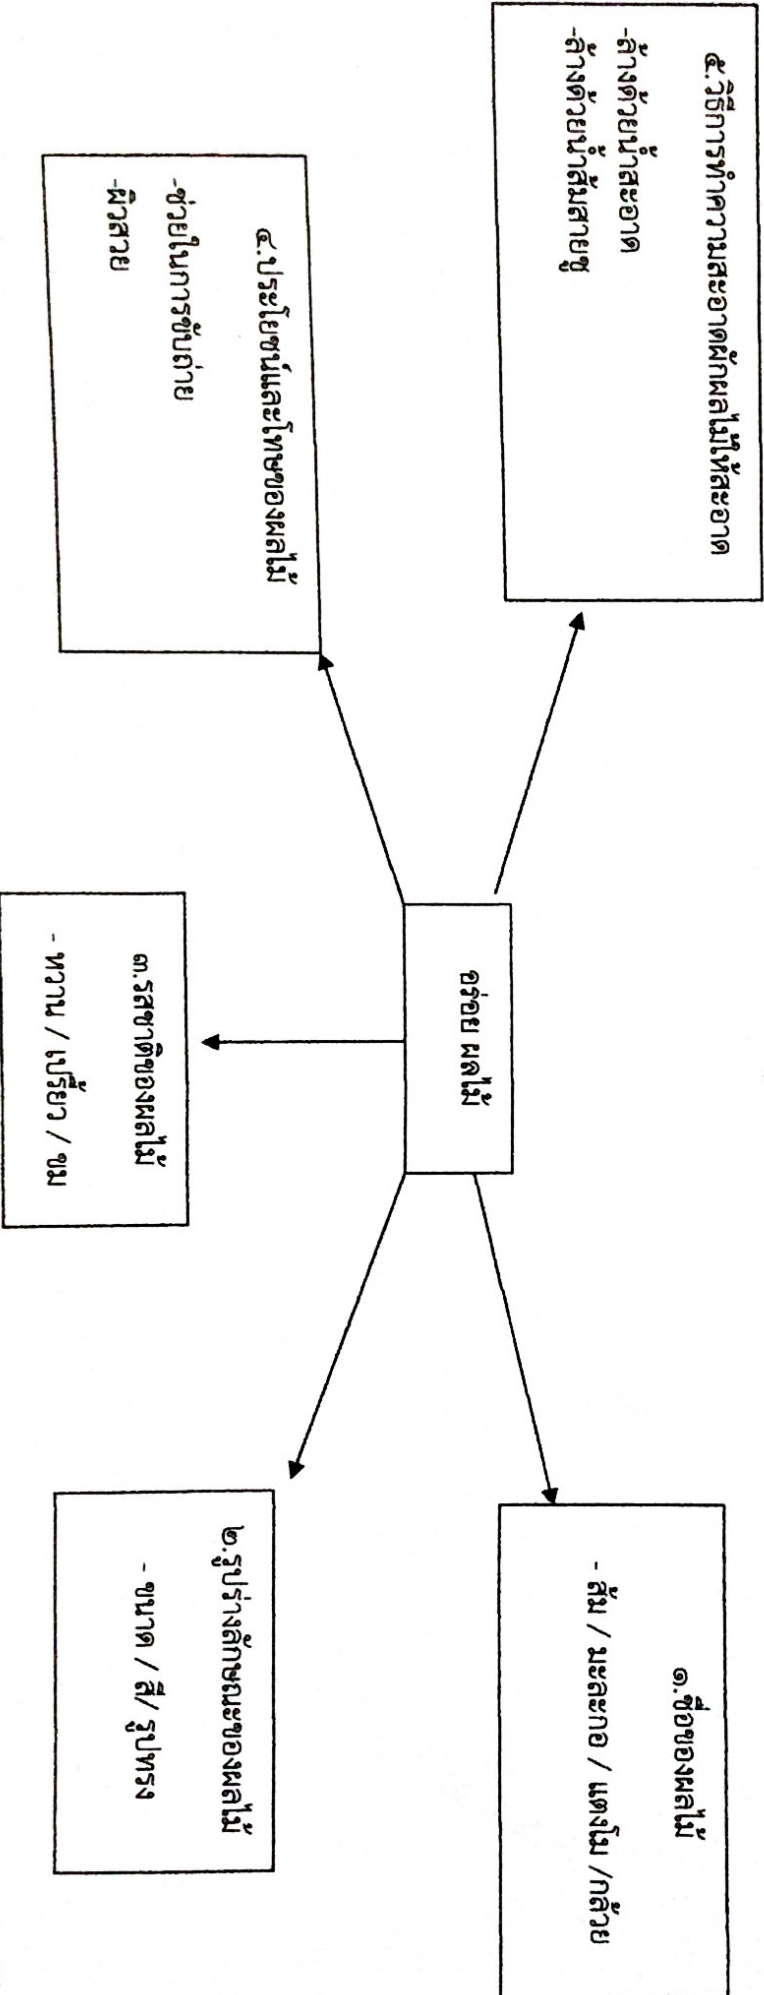 อร่อย ผลไม้
๑.ชื่อของผลไม้
- ส้ม / มะละกอ / แตงโม /กล้วย
๒.รูปร่างลักษณะของผลไม้
- ขนาด / สี/ รูปทรง
๓.รสชาติของผลไม้
- หวาน / เปรี้ยว / ขม
๔.ประโยชน์และโทษของผลไม้
-ช่วยในการขับถ่าย
-ผิวสวย
๕.วิธีการทำความสะอาดผักผลไม้ให้สะอาด
-ล้างด้วยน้ำสะอาด
-ล้างด้วยน้ำส้มสายชู